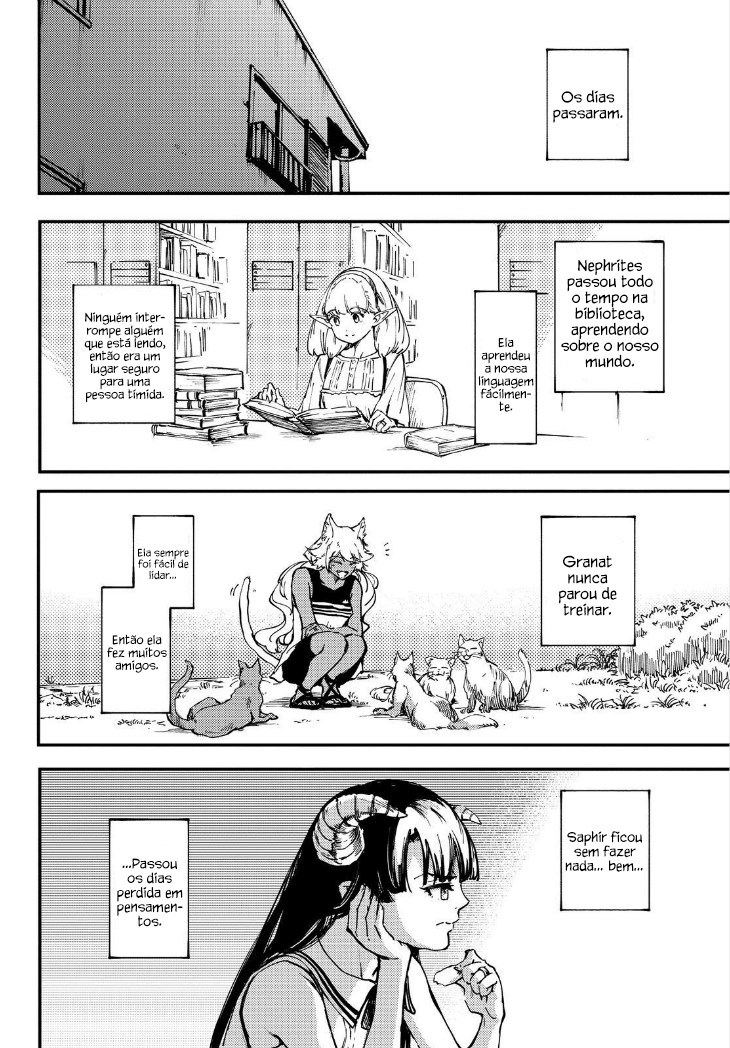 Os dias
passaram.
Nephrites
passou todo
o tempo na
biblioteca,
aprendendo
sobre o nosso
mundo.
Ela
aprendeu
a nossa
linguagem
fácilmen-
te.
Ninguém inter-
rompe alguém
que está lendo,
então era um
lugar seguro
para uma
pessoa tímida.
Granat
nunca
parou de
treinar.
Ela sempre
foi fácil de
lidar...
Então ela
fez muitos
amigos.
Saphir ficou
sem fazer
nada... bem...
...Passou
os dias
perdida em
pensamen-
tos.